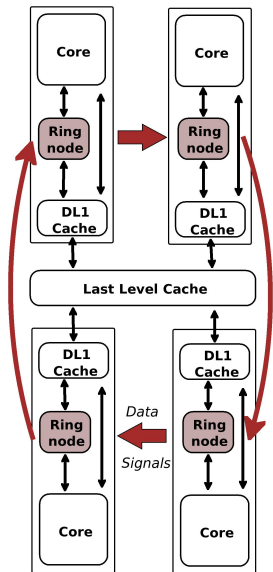 Core
Core
Ring
node
Ring
node
DL1
Cache
DL1
Cache
Last Level Cache
DL1
Cache
DL1
Cache
Data
Ring
node
Ring
node
Signals
Core
Core